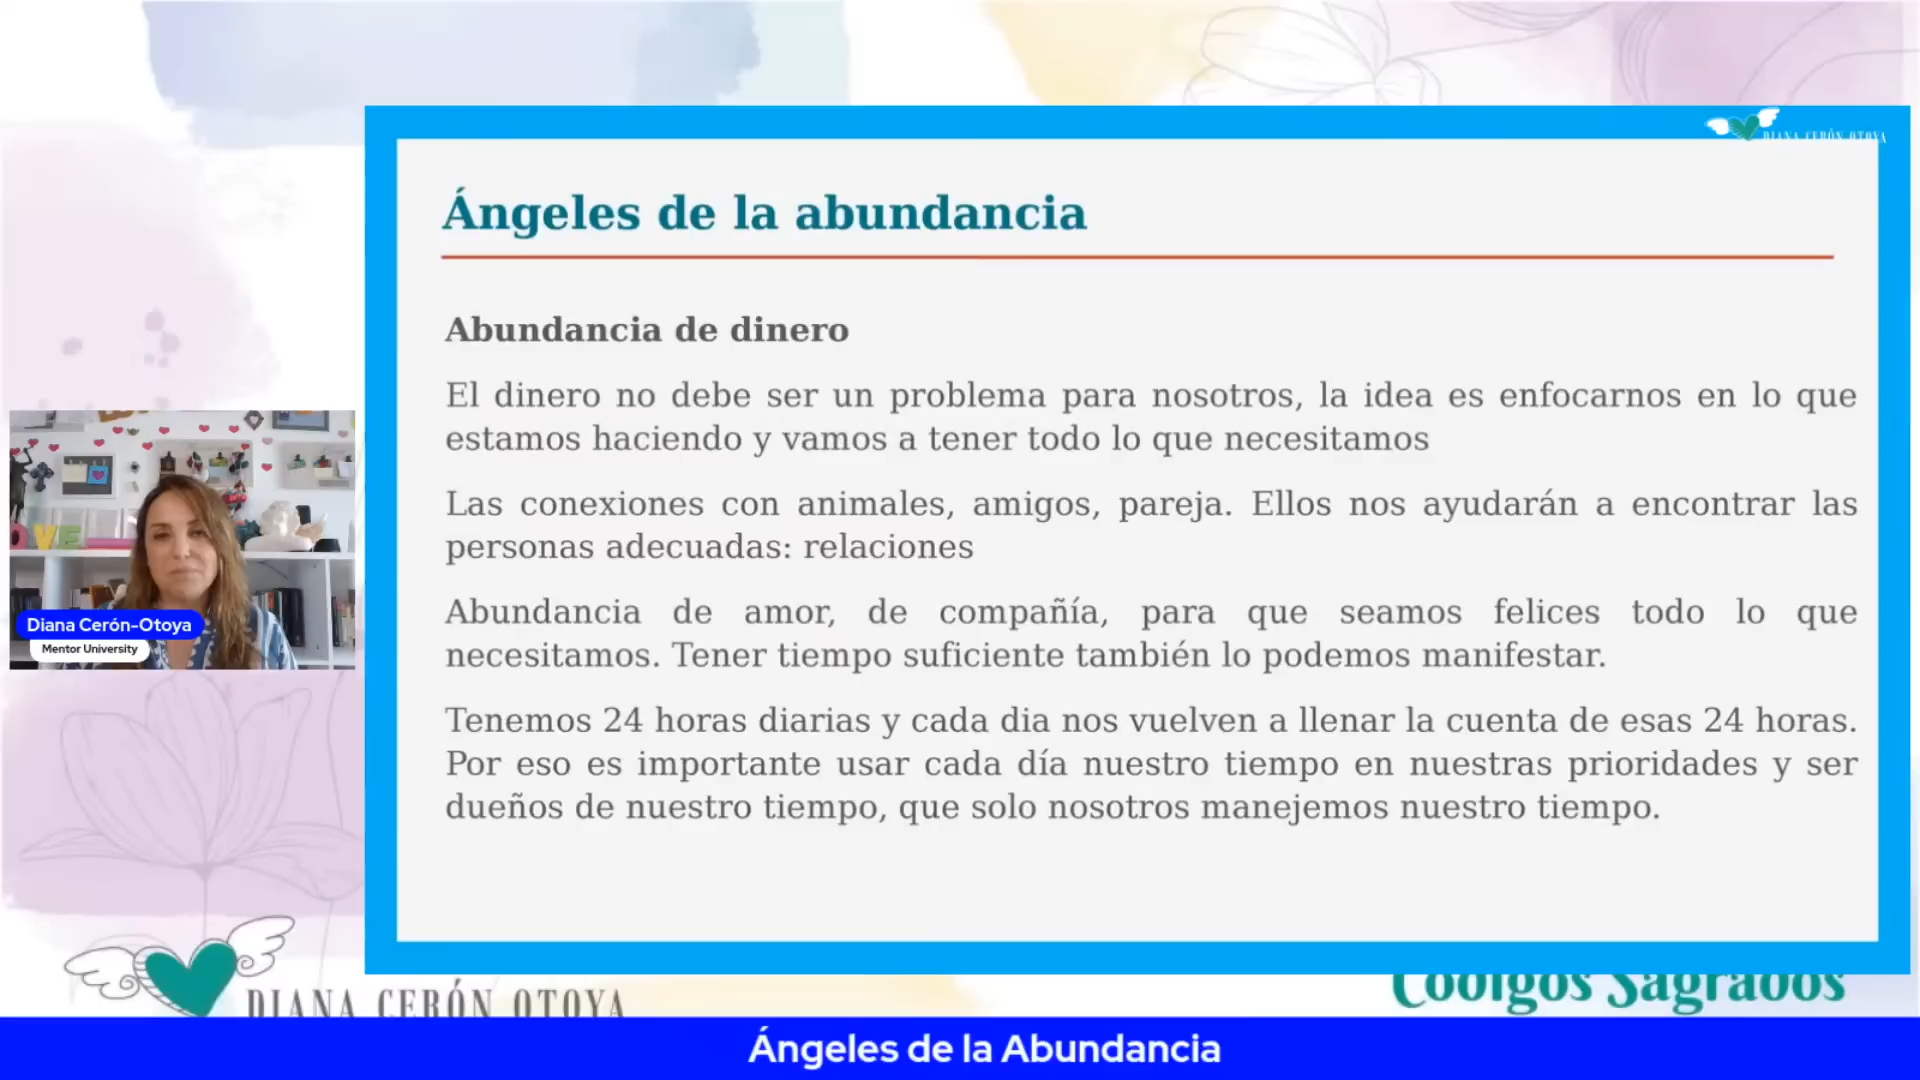 DIANA CERÓN OTOYA
Ángeles de la abundancia
Abundancia de dinero
El dinero no debe ser un problema para nosotros, la idea es enfocarnos en lo que
estamos haciendo y vamos a tener todo lo que necesitamos
Las conexiones con animales, amigos, pareja. Ellos nos ayudarán a encontrar las
personas adecuadas: relaciones
Abundancia de amor, de compañía, para que seamos felices todo lo que
necesitamos. Tener tiempo suficiente también lo podemos manifestar.
Tenemos 24 horas diarias y cada dia nos vuelven a llenar la cuenta de esas 24 horas.
Por eso es importante usar cada día nuestro tiempo en nuestras prioridades y ser
dueños de nuestro tiempo, que solo nosotros manejemos nuestro tiempo.
OVE
Diana Cerón-Otoya
Mentor University
DIANA CERÓN OTOYA
Códigos Sagrados
Ángeles de la Abundancia